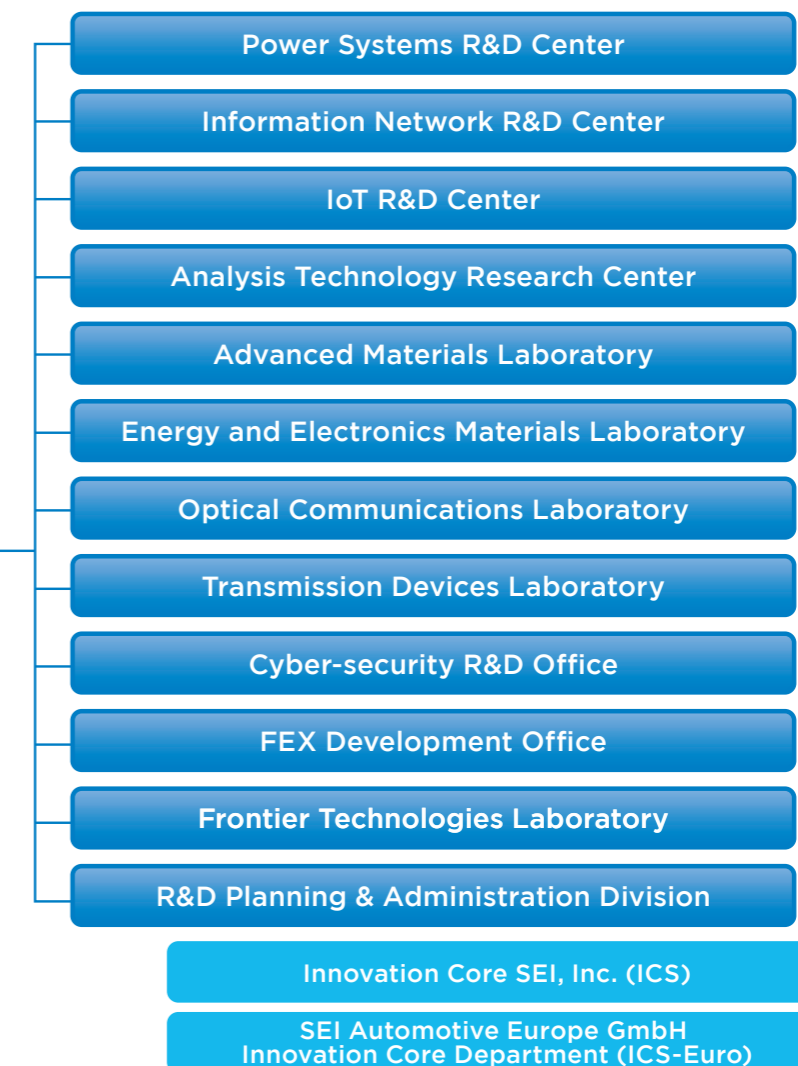 Power Systems R&D Center
Information Network R&D Center
IoT R&D Center
Analysis Technology Research Center
Advanced Materials Laboratory
Energy and Electronics Materials Laboratory
Optical Communications Laboratory
Transmission Devices Laboratory
Cyber-security R&D Office
FEX Development Office
Frontier Technologies Laboratory
R&D Planning & Administration Division
Innovation Core SEI, Inc. (ICS)
SEI Automotive Europe GmbH
Innovation Core Department (ICS-Euro)